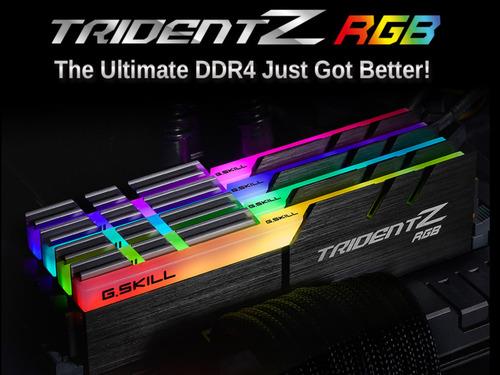 TRIDENTZ RGB
The Ultimate DDR4 Just Got Better!
G.SKILL
G.SKILL
G.SKILL
G.SKILL
TRIDENTZ
RGB